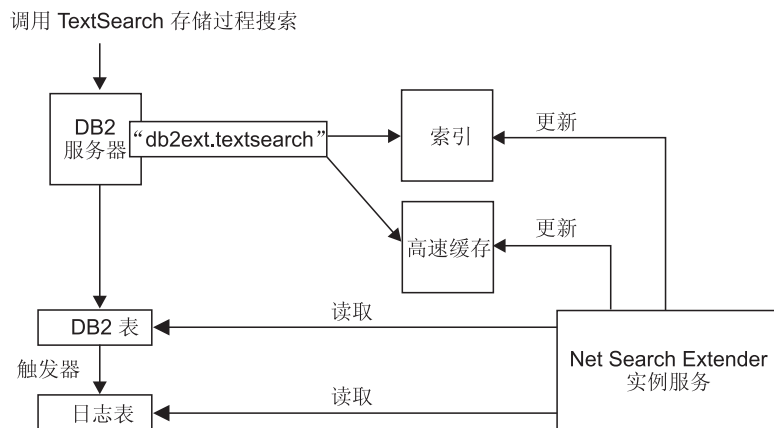 调用 TextSearch 存储过程搜索
DB2
服务器
“db2ext.textsearch”
索引
更新
高速缓存
更新
DB2 表
读取
触发器
Net Search Extender
实例服务
日志表
读取